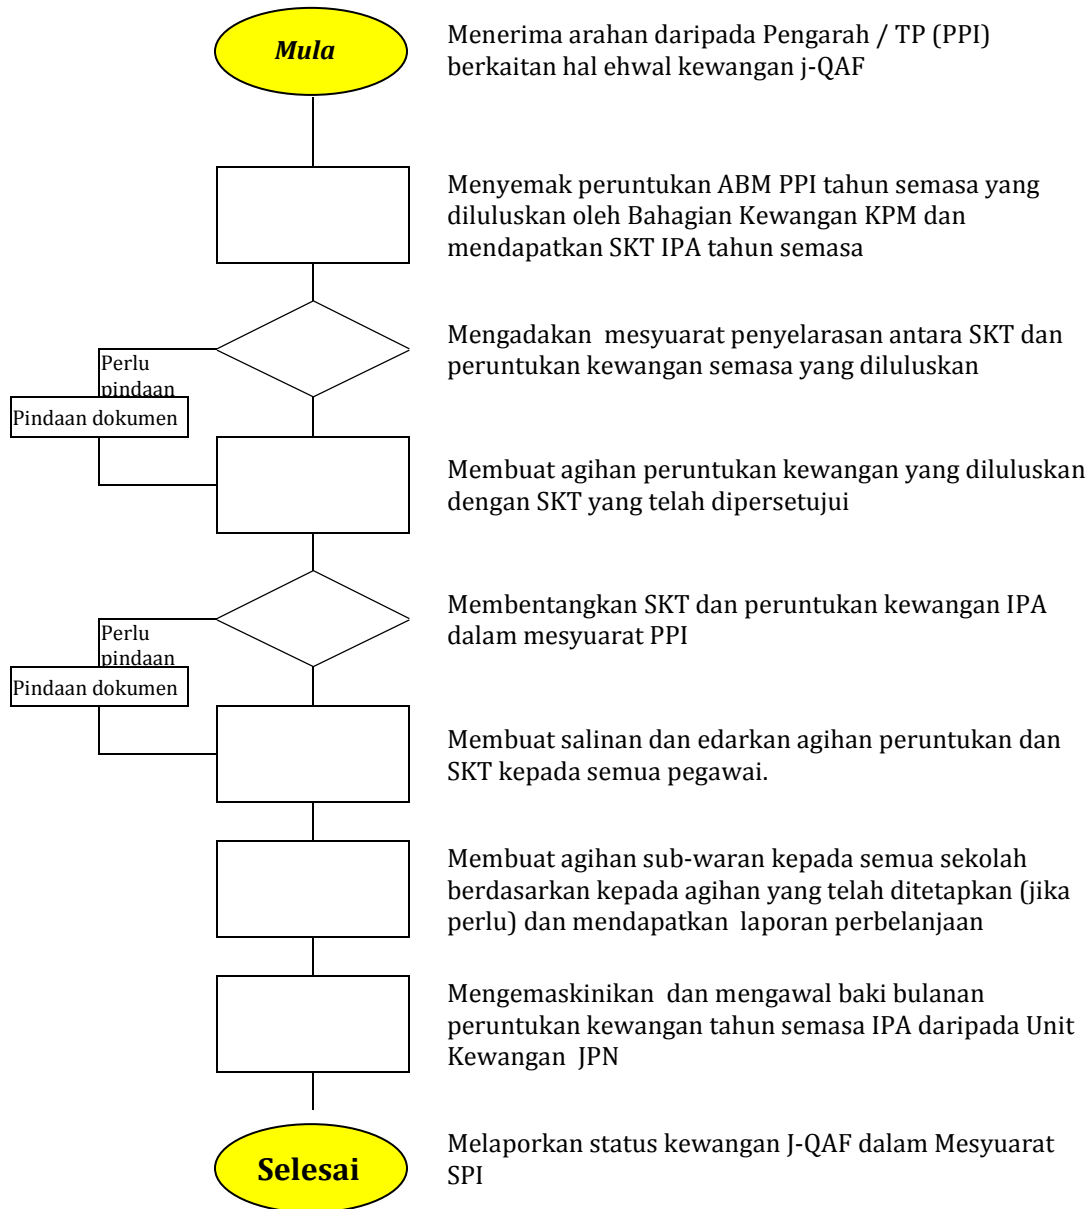 Mula
Menerima arahan daripada Pengarah / TP (PPI)
berkaitan hal ehwal kewangan j-QAF
Menyemak peruntukan ABM PPI tahun semasa yang
diluluskan oleh Bahagian Kewangan KPM dan
mendapatkan SKT IPA tahun semasa
Mengadakan  mesyuarat penyelarasan antara SKT dan
peruntukan kewangan semasa yang diluluskan
Perlu
pindaan
Pindaan dokumen
Membuat agihan peruntukan kewangan yang diluluskan
dengan SKT yang telah dipersetujui
Membentangkan SKT dan peruntukan kewangan IPA
dalam mesyuarat PPI
Perlu
pindaan
Pindaan dokumen
Membuat salinan dan edarkan agihan peruntukan dan
SKT kepada semua pegawai.
Membuat agihan sub-waran kepada semua sekolah
berdasarkan kepada agihan yang telah ditetapkan (jika
perlu) dan mendapatkan  laporan perbelanjaan
Mengemaskinikan  dan mengawal baki bulanan
peruntukan kewangan tahun semasa IPA daripada Unit
Kewangan  JPN
Selesai
Melaporkan status kewangan J-QAF dalam Mesyuarat
SPI